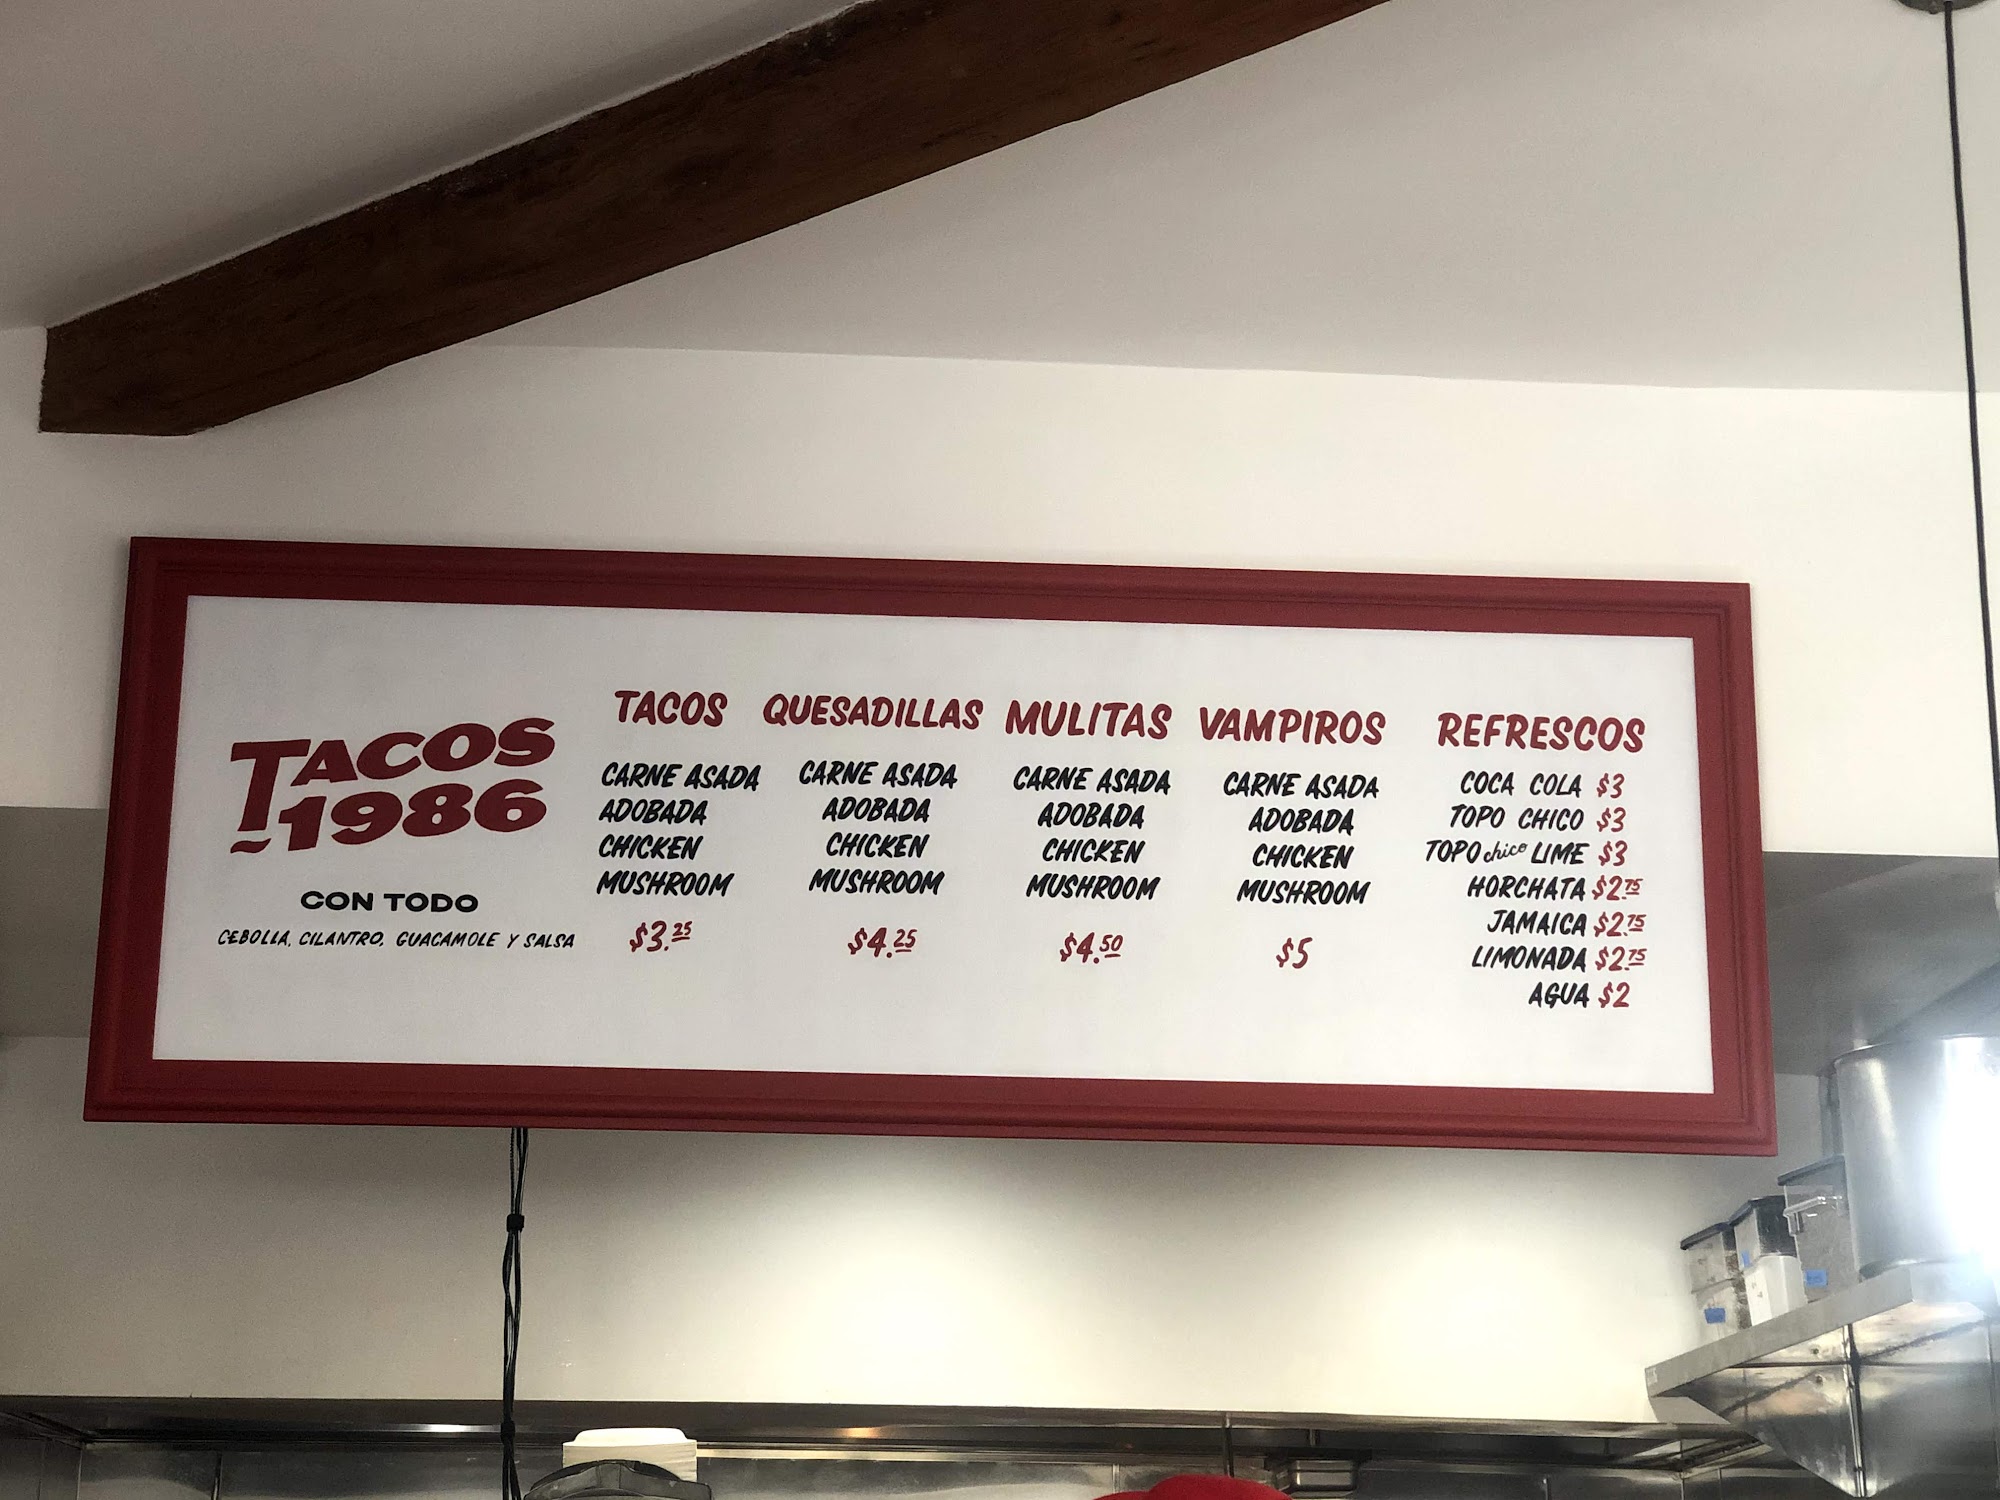 TACOS
1986
CON TODO
CEBOLLA, CILANTRO, GUACAMOLE Y SALSA
TACOS
CARNE ASADA
ADOBADA
CHICKEN
MUSHROOM
$3.25
QUESADILLAS
CARNE ASADA
ADOBADA
CHICKEN
MUSHROOM
$4.25
MULITAS
CARNE ASADA
ADOBADA
CHICKEN
MUSHROOM
$4.50
VAMPIROS
CARNE ASADA
ADOBADA
CHICKEN
MUSHROOM
$5
REFRESCOS
COCA COLA $3
TOPO CHICO $3
TOPO chico LIME $3
HORCHATA $2.75
JAMAICA $2.75
LIMONADA $2.75
AGUA $2